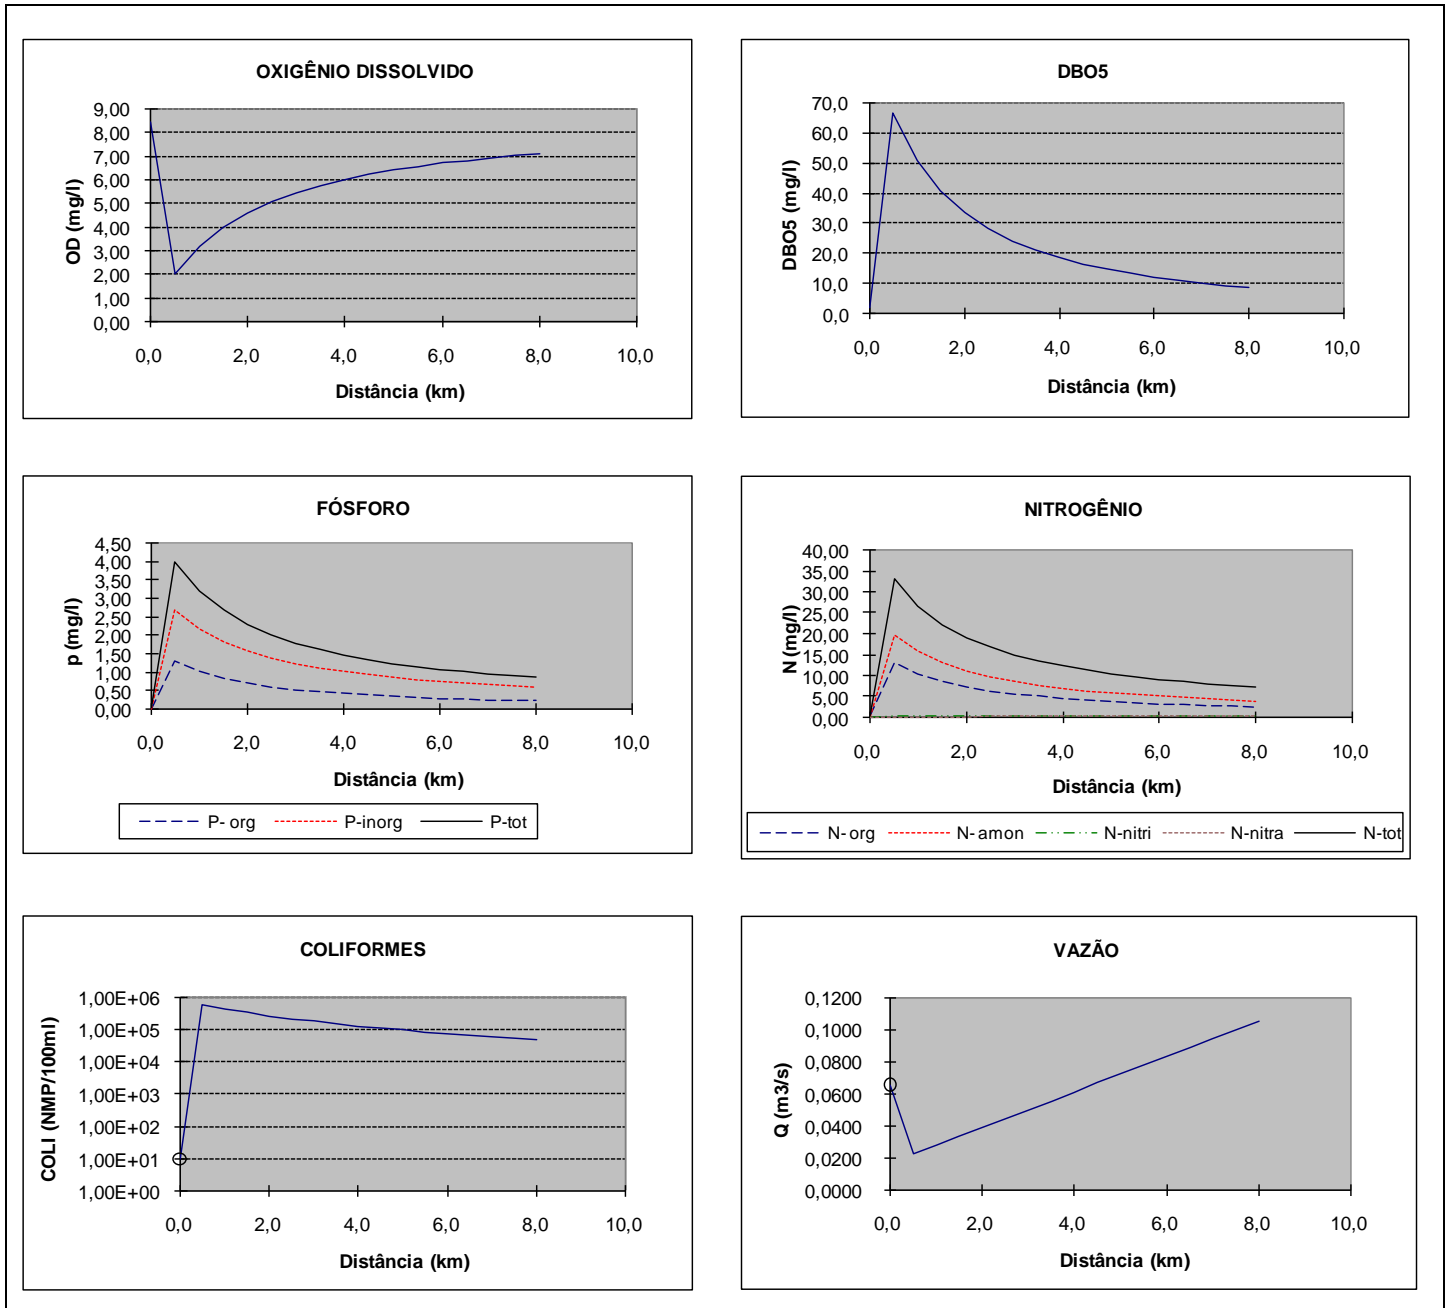 OXIGÊNIO DISSOLVIDO
OD (mg/l)
9,00
8,00
7,00
6,00
5,00
4,00
3,00
2,00
1,00
0,00
0,0 2,0 4,0 6,0 8,0 10,0
Distância (km)
DBO5
DBO5 (mg/l)
70,0
60,0
50,0
40,0
30,0
20,0
10,0
0,0
0,0 2,0 4,0 6,0 8,0 10,0
Distância (km)
FÓSFORO
p (mg/l)
4,50
4,00
3,50
3,00
2,50
2,00
1,50
1,00
0,50
0,00
0,0 2,0 4,0 6,0 8,0 10,0
Distância (km)
P- org P-inorg P-tot
NITROGÊNIO
N (mg/l)
40,00
35,00
30,00
25,00
20,00
15,00
10,00
5,00
0,00
0,0 2,0 4,0 6,0 8,0 10,0
Distância (km)
N- org N- amon N-nitri N-nitra N-tot
COLIFORMES
COLI (NMP/100ml)
1,00E+06
1,00E+05
1,00E+04
1,00E+03
1,00E+02
1,00E+01
1,00E+00
0,0 2,0 4,0 6,0 8,0 10,0
Distância (km)
VAZÃO
Q (m3/s)
0,1200
0,1000
0,0800
0,0600
0,0400
0,0200
0,0000
0,0 2,0 4,0 6,0 8,0 10,0
Distância (km)